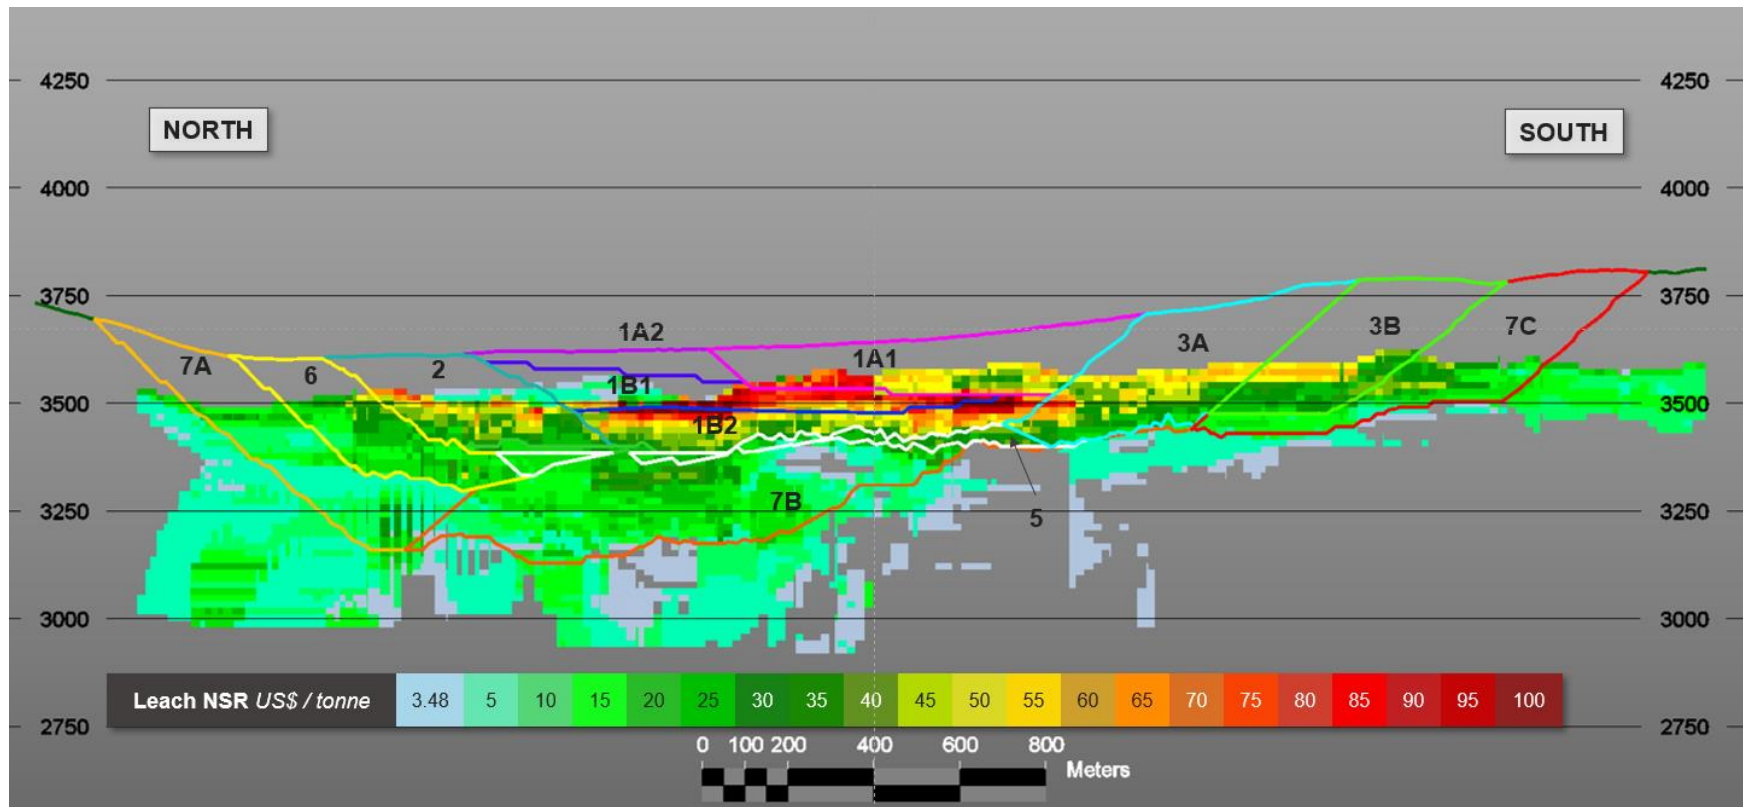 4250 4250
NORTH SOUTH
4000 4000
3750 3750
1A2 3B 7C
7A 6 2 1A1 3A
1B1
3500 3500
1B2
7B
3250 5 3250
3000 3000
Leach NSR US$ / tonne 3.48 5 10 15 20 25 30 35 40 45 50 55 60 65 70 75 80 85 90 95 100
2750 2750
0 100 200 400 600 800
Meters